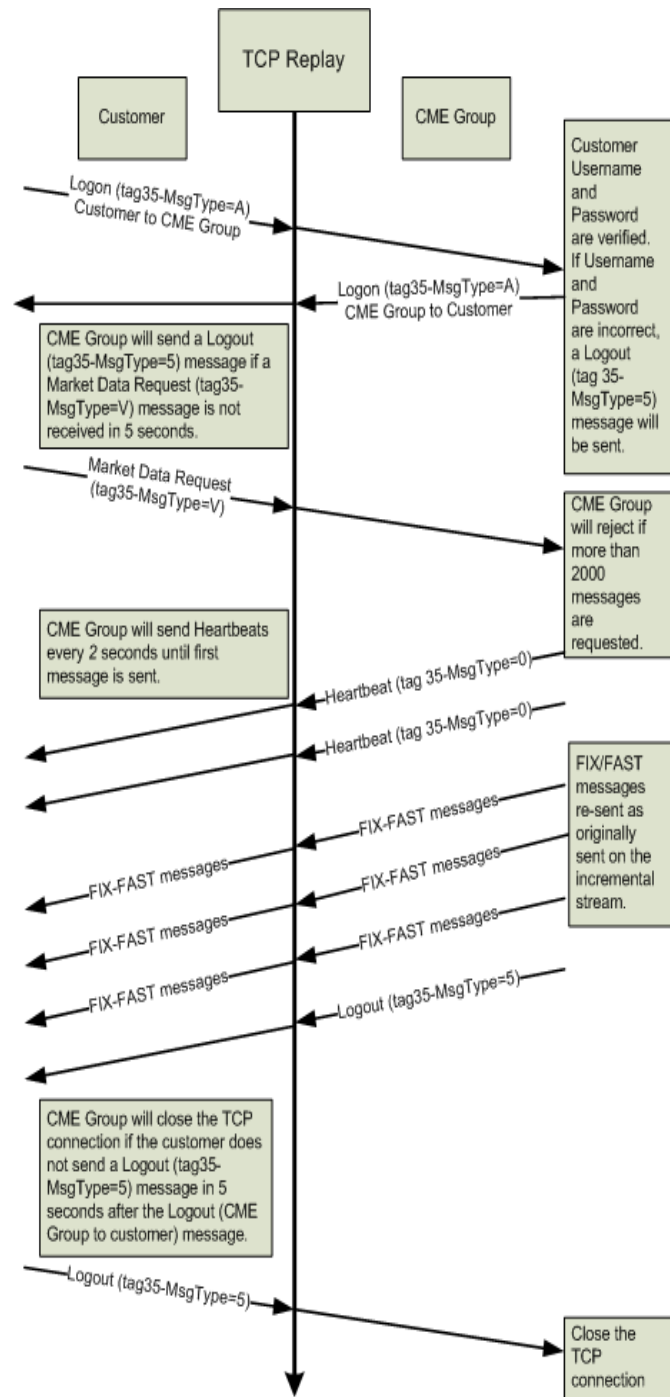 TCP Replay
Customer
CME Group
Customer
Username
and
Password
are verified.
If Username
and
Password
are incorrect,
a Logout
(tag 35-
MsgType=5)
message will
be sent.
Logon (tag35-MsgType=A)
Customer to CME Group
Logon (tag35-MsgType=A)
CME Group to Customer
CME Group will send a Logout
(tag35-MsgType=5) message if a
Market Data Request (tag35-
MsgType=V) message is not
received in 5 seconds.
Market Data Request
(tag35-MsgType=V)
CME Group
will reject if
more than
2000
messages
are
requested.
CME Group will send Heartbeats
every 2 seconds until first
message is sent.
Heartbeat (tag 35-MsgType=0)
Heartbeat (tag 35-MsgType=0)
FIX/FAST
messages
re-sent as
originally
sent on the
incremental
stream.
FIX-FAST messages
FIX-FAST messages
FIX-FAST messages
FIX-FAST messages
FIX-FAST messages
FIX-FAST messages
Logout (tag35-MsgType=5)
CME Group will close the TCP
connection if the customer does
not send a Logout (tag35-
MsgType=5) message in 5
seconds after the Logout (CME
Group to customer) message.
Logout (tag35-MsgType=5)
Close the
TCP
connection